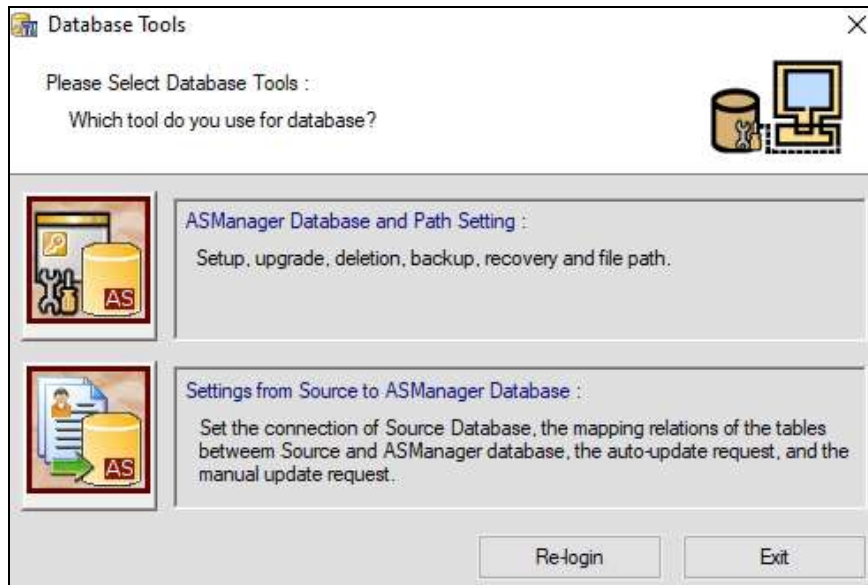 Database Tools
Please Select Database Tools :
Which tool do you use for database?
ASManager Database and Path Setting :
Setup, upgrade, deletion, backup, recovery and file path.
AS
Settings from Source to ASManager Database :
Set the connection of Source Database, the mapping relations of the tables
betweem Source and ASManager database, the auto-update request, and the
manual update request.
AS
Re-login
Exit